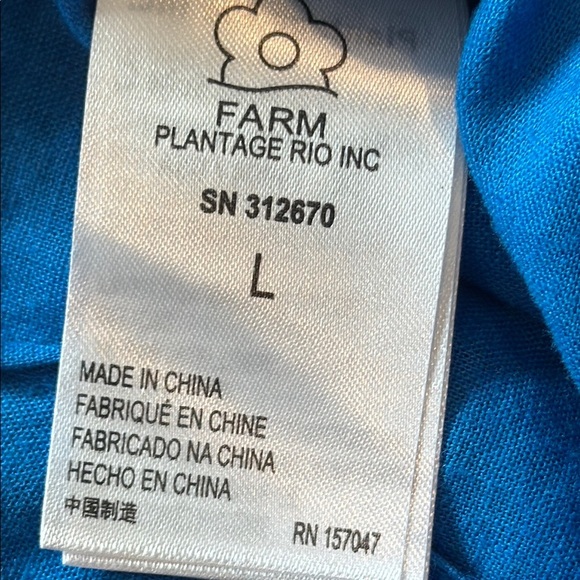 FARM
PLANTAGE RIO INC
SN 312670
L
MADE IN CHINA
FABRIQUÉ EN CHINE
FABRICADO NA CHINA
HECHO EN CHINA
中国制造
RN 157047